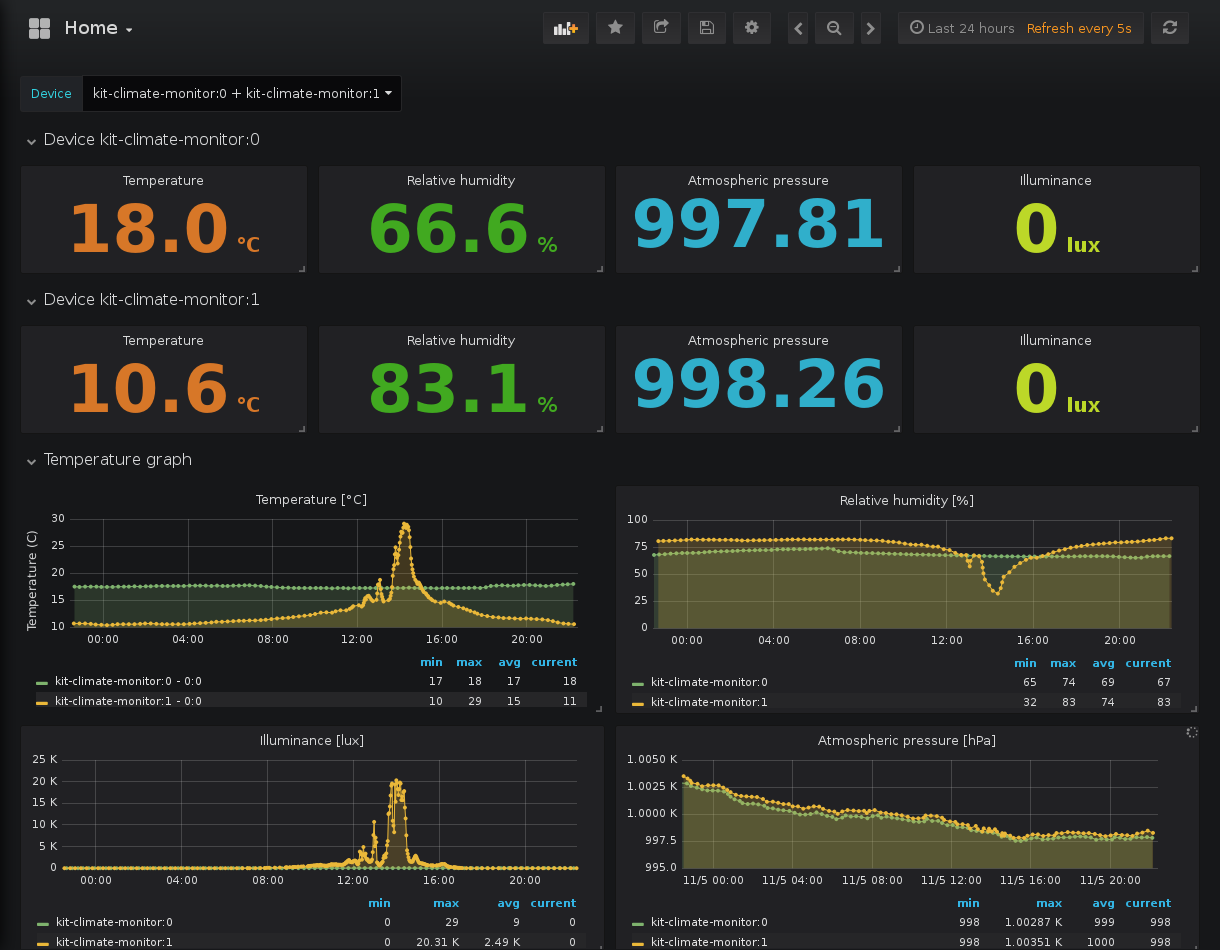 Home
Last 24 hours Refresh every 5s
Device kit-climate-monitor:0 + kit-climate-monitor:1
Device kit-climate-monitor:0
Temperature Relative humidity Atmospheric pressure Illuminance
18.0 °C 66.6 % 997.81 0 lux
Device kit-climate-monitor:1
Temperature Relative humidity Atmospheric pressure Illuminance
10.6 °C 83.1 % 998.26 0 lux
Temperature graph
Temperature [°C]
Temperature (C)
30
25
20
15
10
00:00 04:00 08:00 12:00 16:00 20:00
min max avg current
kit-climate-monitor:0 - 0:0 17 18 17 18
kit-climate-monitor:1 - 0:0 10 29 15 11
Relative humidity [%]
100
75
50
25
0
00:00 04:00 08:00 12:00 16:00 20:00
min max avg current
kit-climate-monitor:0 65 74 69 67
kit-climate-monitor:1 32 83 74 83
Illuminance [lux]
25 K
20 K
15 K
10 K
5 K
0
00:00 04:00 08:00 12:00 16:00 20:00
min max avg current
kit-climate-monitor:0 0 29 9 0
kit-climate-monitor:1 0 20.31 K 2.49 K 0
Atmospheric pressure [hPa]
1.0050 K
1.0025 K
1.0000 K
997.5
995.0
11/5 00:00 11/5 04:00 11/5 08:00 11/5 12:00 11/5 16:00 11/5 20:00
min max avg current
kit-climate-monitor:0 998 1.00287 K 999 998
kit-climate-monitor:1 998 1.00351 K 1000 998